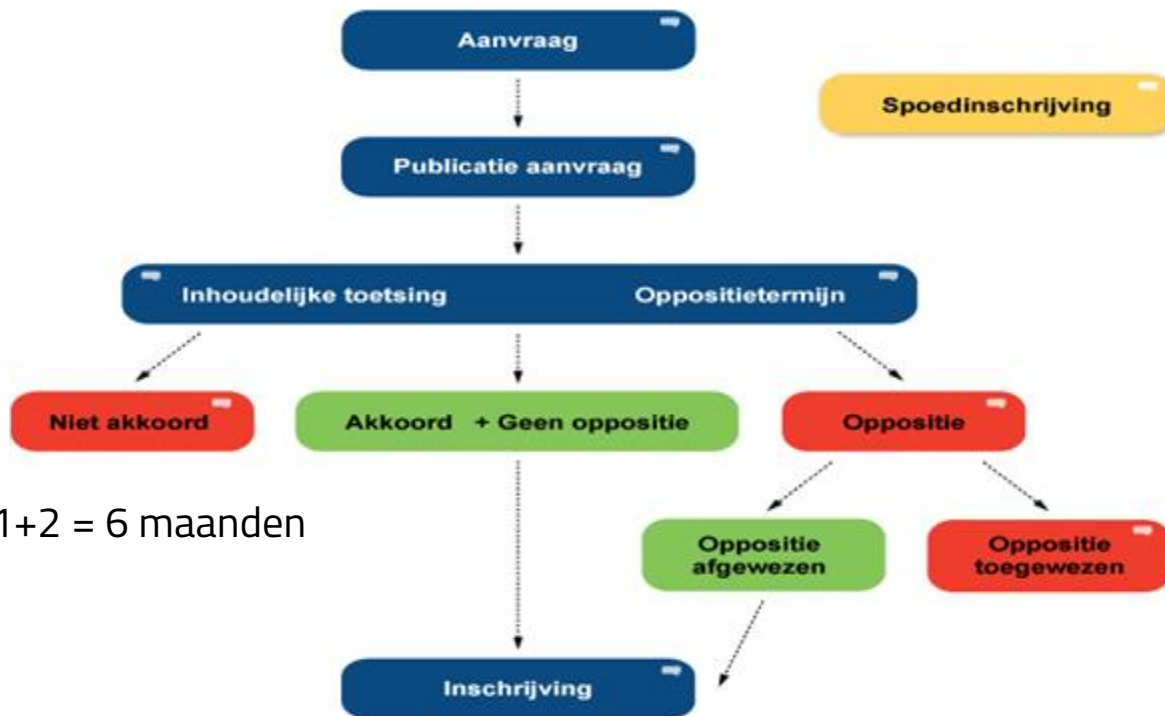 Aanvraag
Spoedinschrijving
Publicatie aanvraag
Inhoudelijke toetsing Oppositietermijn
Niet akkoord
Akkoord + Geen oppositie
Oppositie
1+2 = 6 maanden
Oppositie
afgewezen
Oppositie
toegewezen
Inschrijving